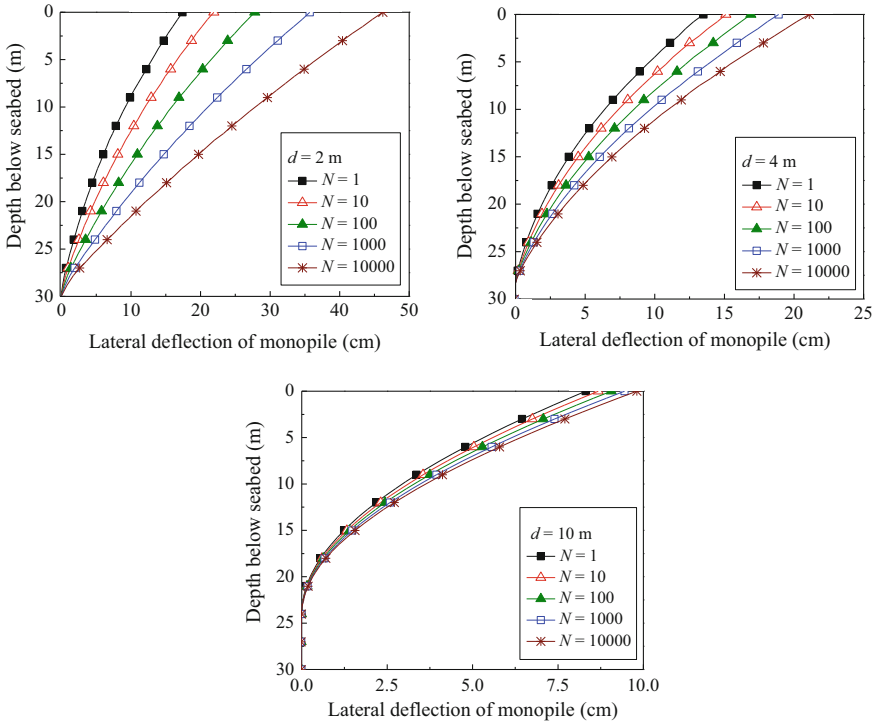 0 10 20 30 40 50
0
5
10
15
20
25
30
Depth below seabed (m)
Lateral deflection of monopile (cm)
d = 2 m
N = 1
N = 10
N = 100
N = 1000
N = 10000
0
5
10
15
20
25
30
0 5 10 15 20 25
Depth below seabed (m)
Lateral deflection of monopile (cm)
d = 4 m
N = 1
N = 10
N = 100
N = 1000
N = 10000
0
5
10
15
20
25
30
0.0 2.5 5.0 7.5 10.0
Depth below seabed (m)
Lateral deflection of monopile (cm)
d = 10 m
N = 1
N = 10
N = 100
N = 1000
N = 10000